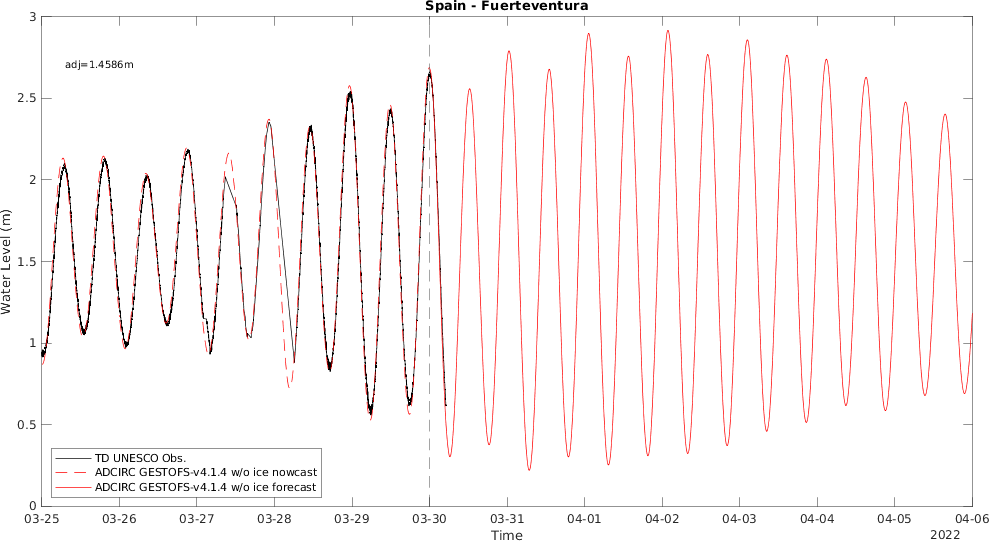 Spain - Fuerteventura
adj=1.4586m
3
2.5
2
1.5
1
0.5
0
Water Level (m)
TD UNESCO Obs.
ADCIRC GESTOFS-v4.1.4 w/o ice nowcast
ADCIRC GESTOFS-v4.1.4 w/o ice forecast
03-25 03-26 03-27 03-28 03-29 03-30 03-31 04-01 04-02 04-03 04-04 04-05 04-06
Time
2022